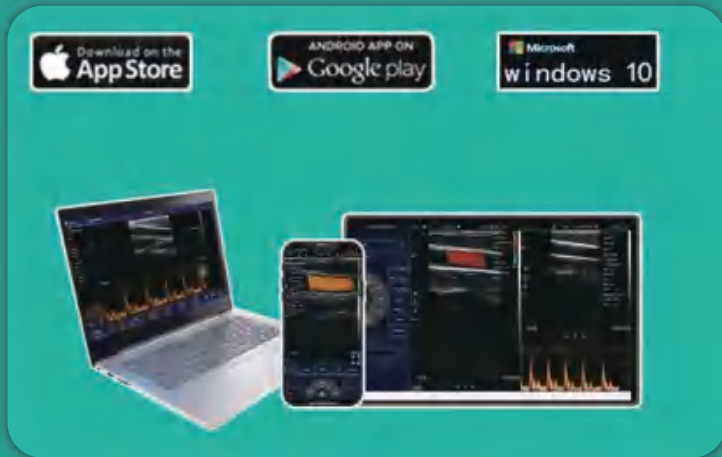 Download on the
App Store
ANDROID APP ON
Google play
Microsoft
windows 10